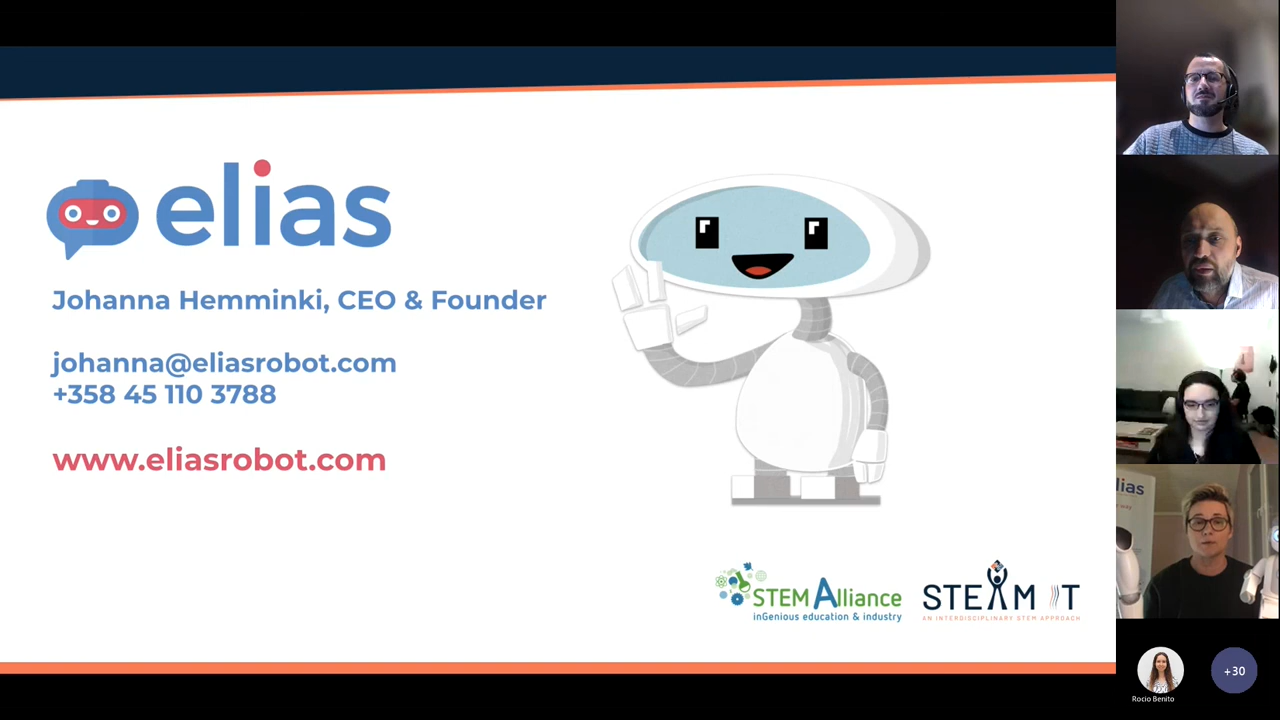 elias
Johanna Hemminki, CEO & Founder
johanna@eliasrobot.com
+358 45 110 3788
www.eliasrobot.com
STEM Alliance
inGenious education & industry
STEAM IT
AN INTERDISCIPLINARY STEM APPROACH
lias
Rocio Benito
+30